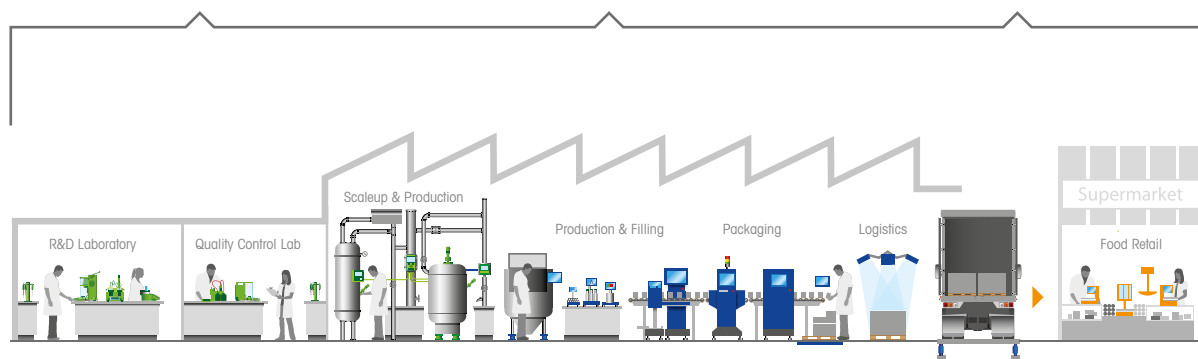 Scaleup & Production
Supermarket
R&D Laboratory
Quality Control Lab
Production & Filling
Packaging
Logistics
Food Retail